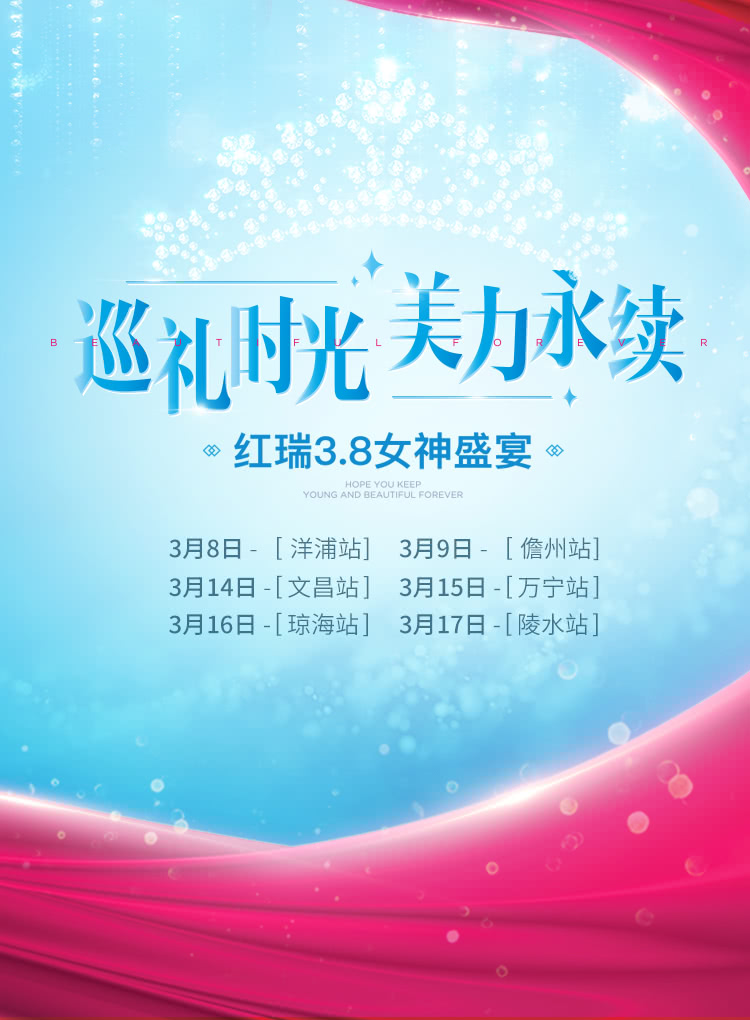 巡礼时光 美力永续
BEAUTIFUL FOREVER
红瑞3.8女神盛宴
HOPE YOU KEEP
YOUNG AND BEAUTIFUL FOREVER
3月8日 - [ 洋浦站] 3月9日 - [ 儋州站]
3月14日 -[ 文昌站] 3月15日 -[万宁站]
3月16日 -[琼海站] 3月17日 -[陵水站]